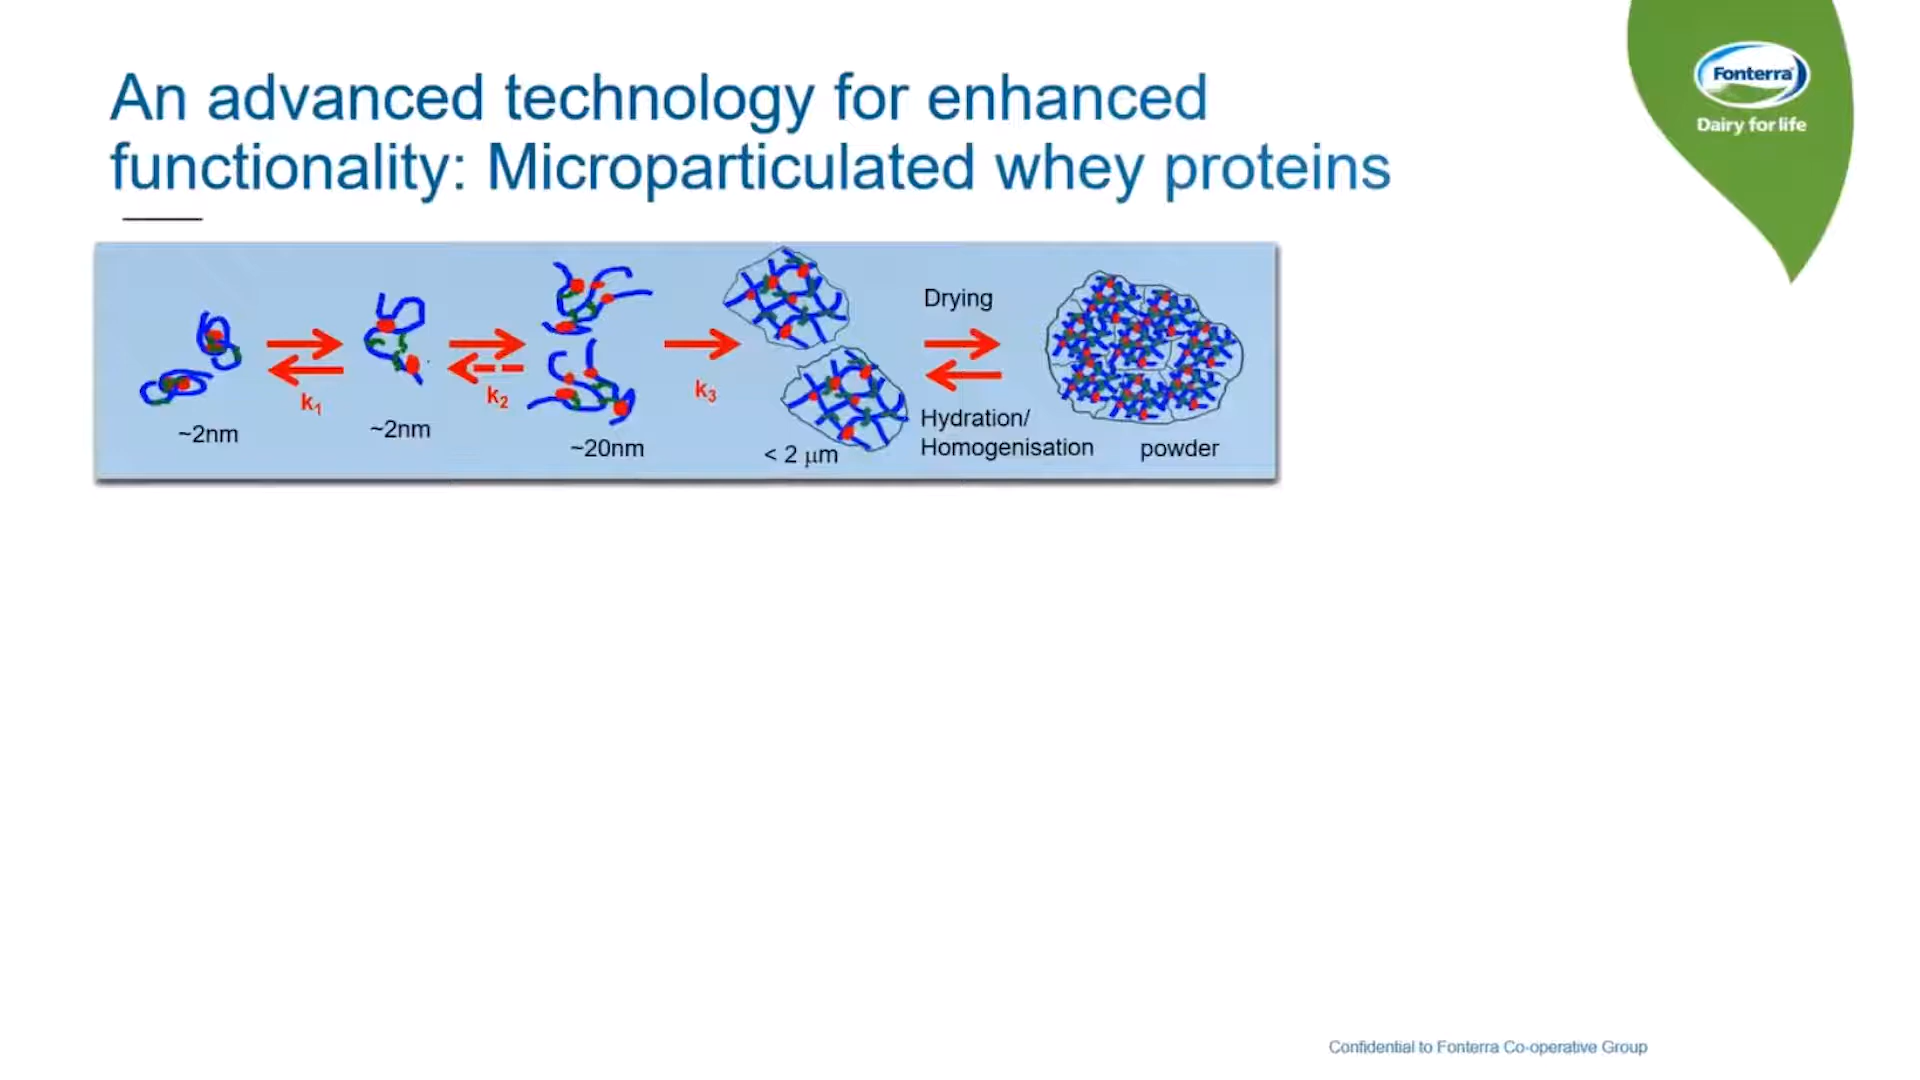 An advanced technology for enhanced
functionality: Microparticulated whey proteins
Fonterra
Dairy for life
~2nm
k₁
~2nm
k₂
~20nm
k₃
< 2 μm
Drying
Hydration/
Homogenisation
powder
Confidential to Fonterra Co-operative Group